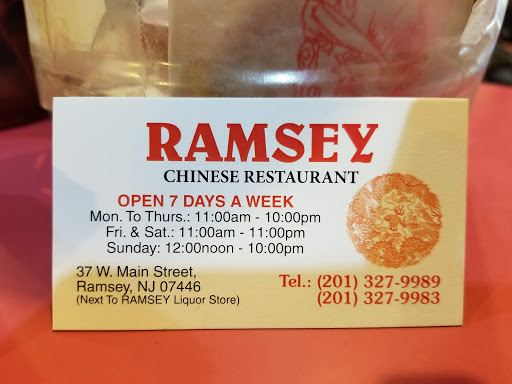 RAMSEY
CHINESE RESTAURANT
OPEN 7 DAYS A WEEK
Mon. To Thurs.: 11:00am - 10:00pm
Fri. & Sat.: 11:00am - 11:00pm
Sunday: 12:00noon - 10:00pm
37 W. Main Street,
Ramsey, NJ 07446
(Next To RAMSEY Liquor Store)
Tel.: (201) 327-9989
(201) 327-9983